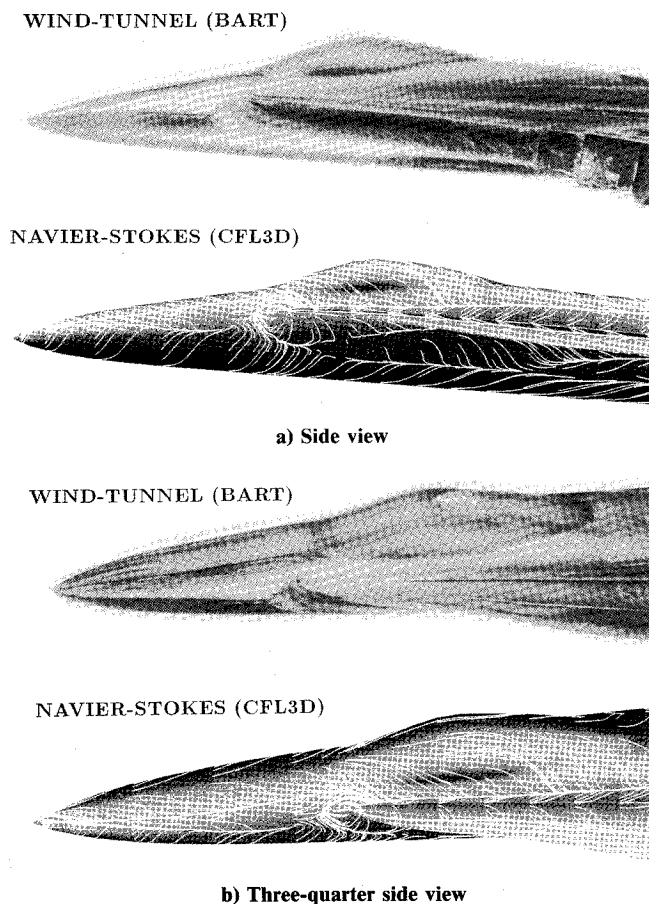 WIND-TUNNEL (BART)
NAVIER-STOKES (CFL3D)
a) Side view
WIND-TUNNEL (BART)
NAVIER-STOKES (CFL3D)
b) Three-quarter side view